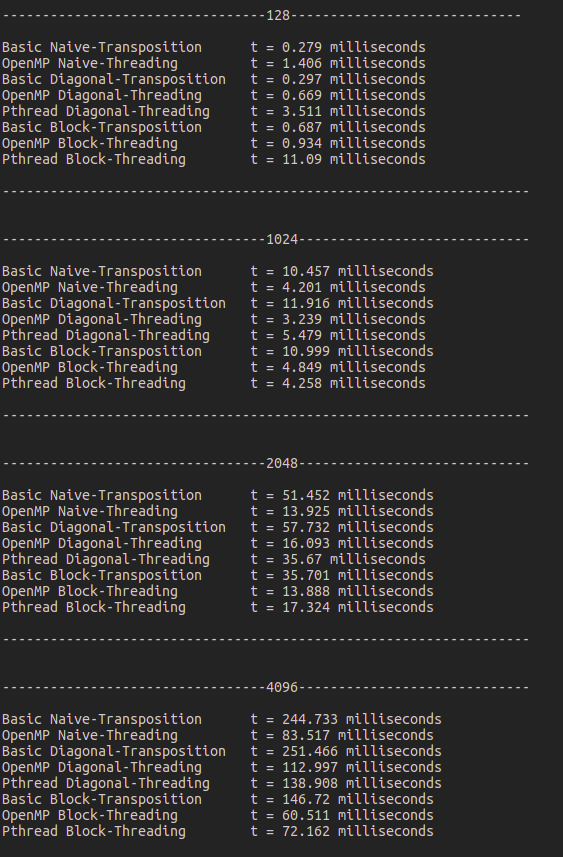 ---------------------------------128-----------------------------
Basic Naive-Transposition      t = 0.279 milliseconds
OpenMP Naive-Threading         t = 1.406 milliseconds
Basic Diagonal-Transposition   t = 0.297 milliseconds
OpenMP Diagonal-Threading      t = 0.669 milliseconds
Pthread Diagonal-Threading     t = 3.511 milliseconds
Basic Block-Transposition      t = 0.687 milliseconds
OpenMP Block-Threading         t = 0.934 milliseconds
Pthread Block-Threading        t = 11.09 milliseconds
------------------------------------------------------------------
---------------------------------1024-----------------------------
Basic Naive-Transposition      t = 10.457 milliseconds
OpenMP Naive-Threading         t = 4.201 milliseconds
Basic Diagonal-Transposition   t = 11.916 milliseconds
OpenMP Diagonal-Threading      t = 3.239 milliseconds
Pthread Diagonal-Threading     t = 5.479 milliseconds
Basic Block-Transposition      t = 10.999 milliseconds
OpenMP Block-Threading         t = 4.849 milliseconds
Pthread Block-Threading        t = 4.258 milliseconds
------------------------------------------------------------------
---------------------------------2048-----------------------------
Basic Naive-Transposition      t = 51.452 milliseconds
OpenMP Naive-Threading         t = 13.925 milliseconds
Basic Diagonal-Transposition   t = 57.732 milliseconds
OpenMP Diagonal-Threading      t = 16.093 milliseconds
Pthread Diagonal-Threading     t = 35.67 milliseconds
Basic Block-Transposition      t = 35.701 milliseconds
OpenMP Block-Threading         t = 13.888 milliseconds
Pthread Block-Threading        t = 17.324 milliseconds
------------------------------------------------------------------
---------------------------------4096-----------------------------
Basic Naive-Transposition      t = 244.733 milliseconds
OpenMP Naive-Threading         t = 83.517 milliseconds
Basic Diagonal-Transposition   t = 251.466 milliseconds
OpenMP Diagonal-Threading      t = 112.997 milliseconds
Pthread Diagonal-Threading     t = 138.908 milliseconds
Basic Block-Transposition      t = 146.72 milliseconds
OpenMP Block-Threading         t = 60.511 milliseconds
Pthread Block-Threading        t = 72.162 milliseconds